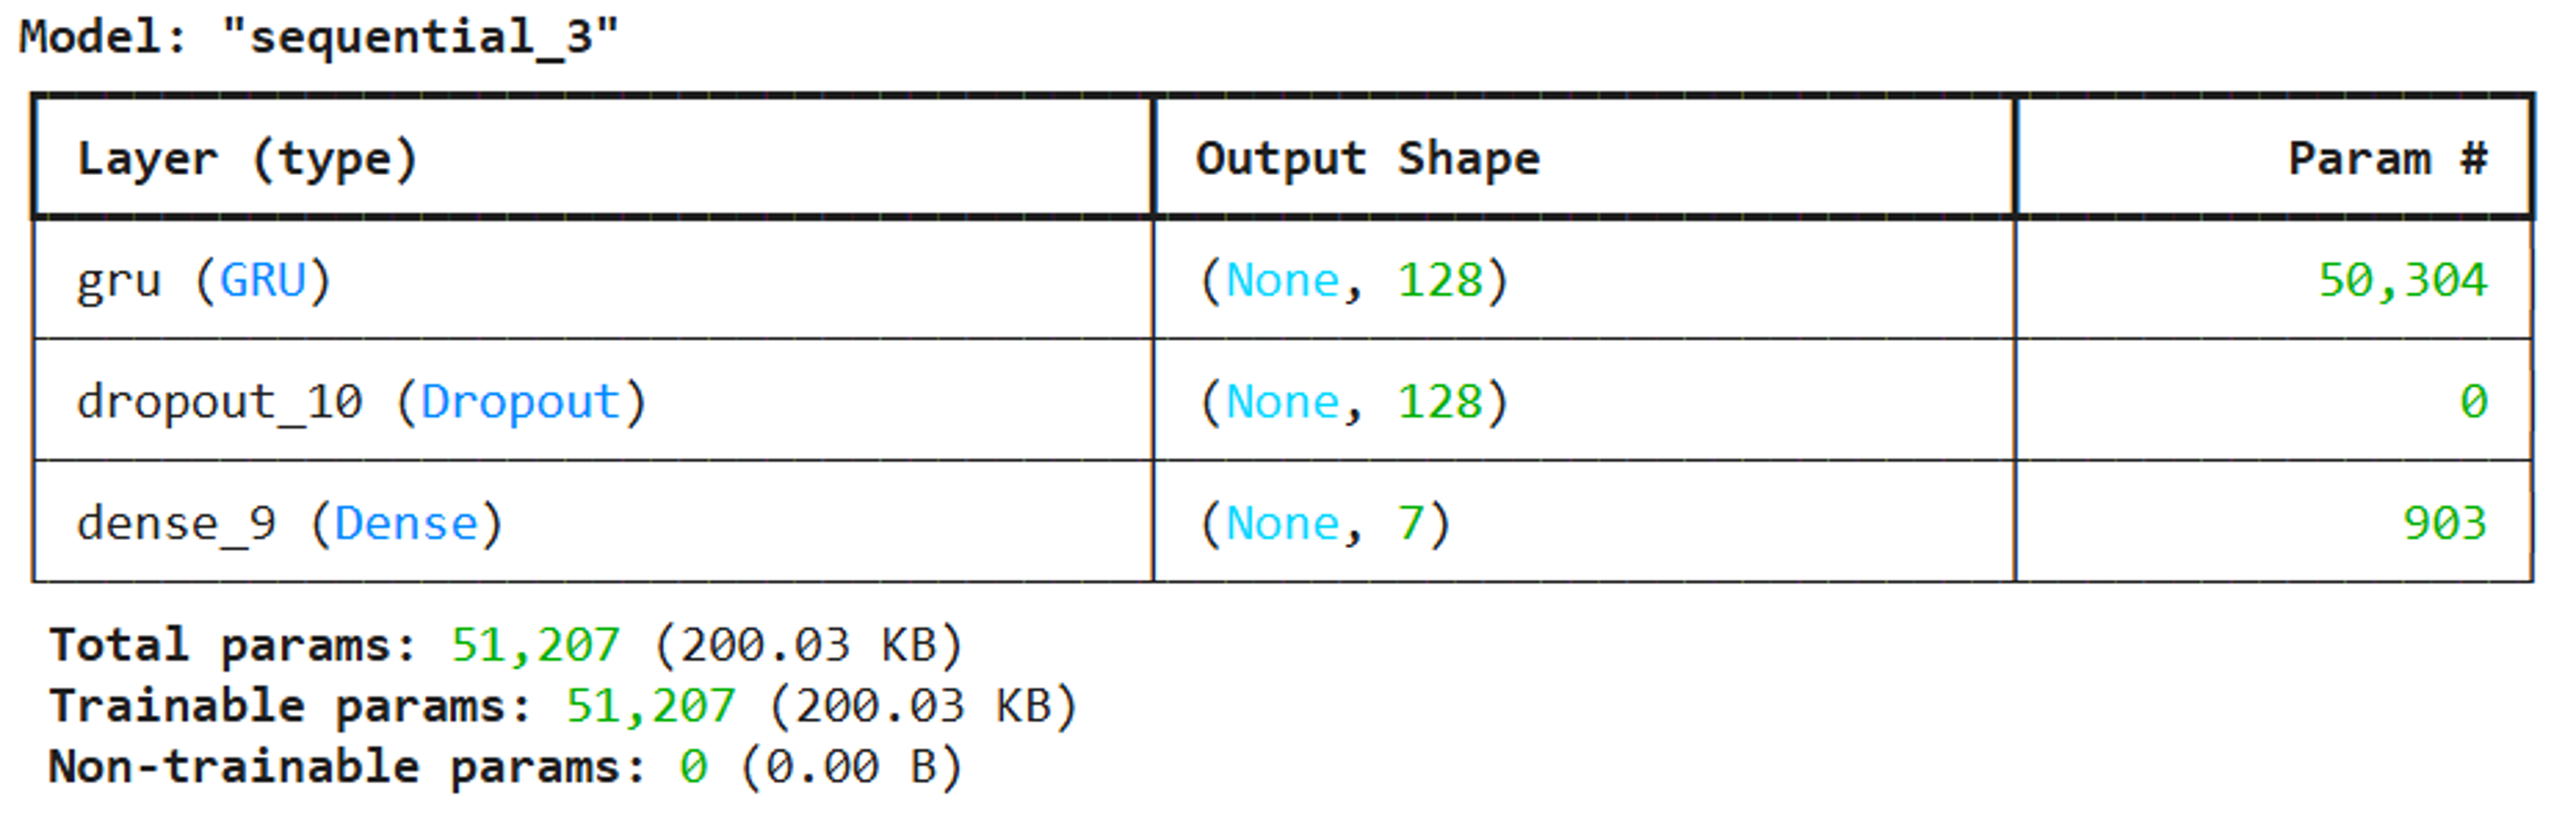 Model: "sequential_3"
Layer (type) Output Shape Param #
gru (GRU) (None, 128) 50,304
dropout_10 (Dropout) (None, 128) 0
dense_9 (Dense) (None, 7) 903
Total params: 51,207 (200.03 KB)
Trainable params: 51,207 (200.03 KB)
Non-trainable params: 0 (0.00 B)